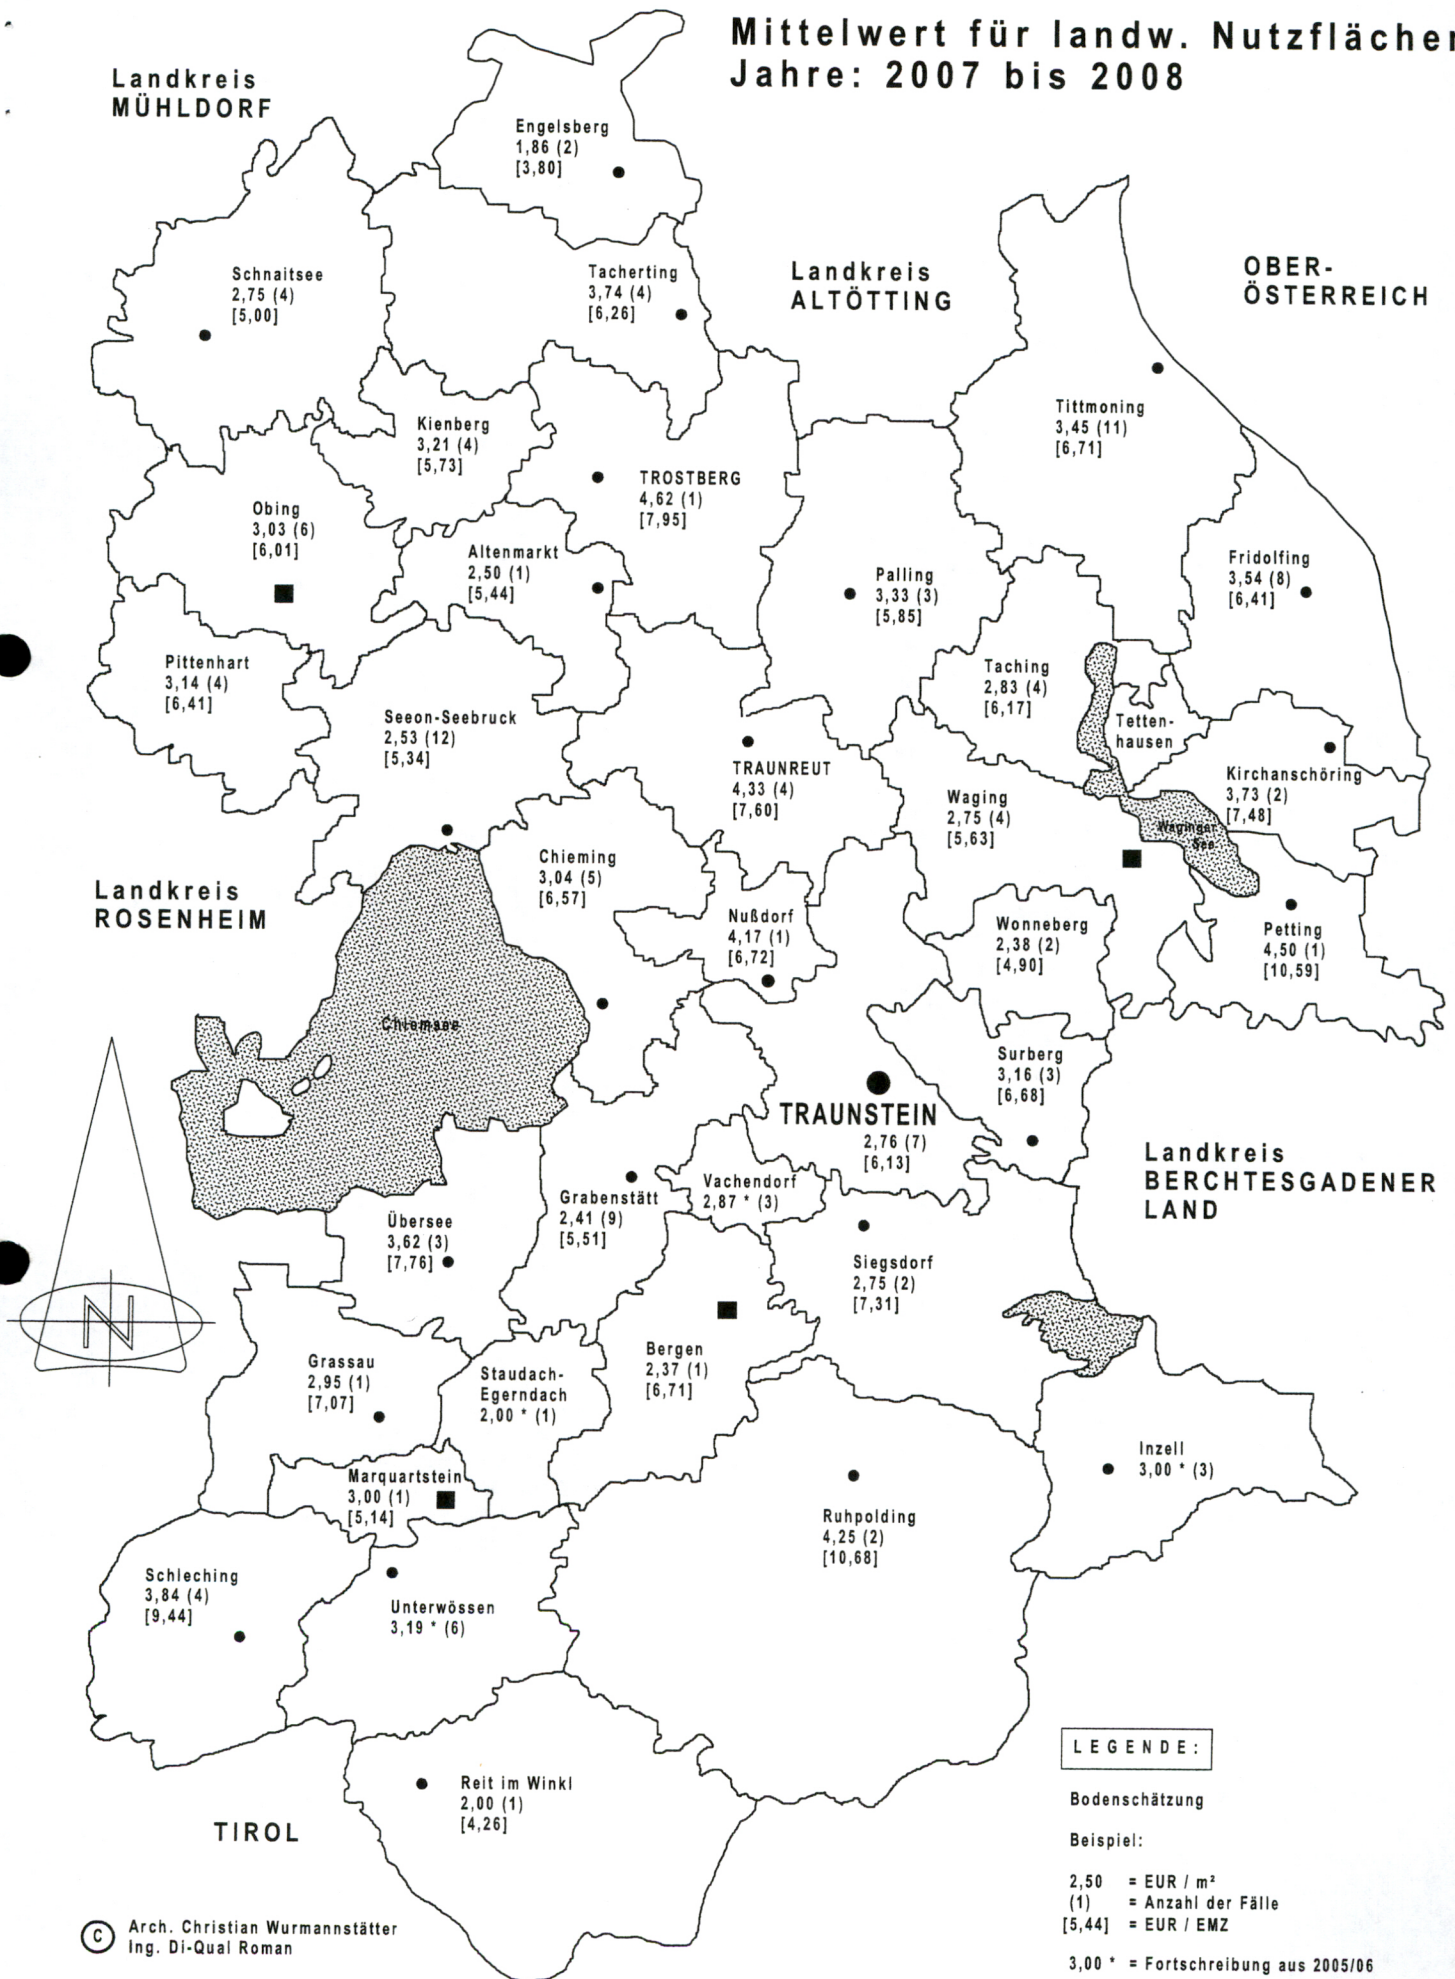 Mittelwert für landw. Nutzflächen
Jahre: 2007 bis 2008
Landkreis
MÜHLDORF
Engelsberg
1,86 (2)
[3,80]
Schnaitsee
2,75 (4)
[5,00]
Tacherting
3,74 (4)
[6,26]
Landkreis
ALTÖTTING
OBER-
ÖSTERREICH
Kienberg
3,21 (4)
[5,73]
Tittmoning
3,45 (11)
[6,71]
TROSTBERG
4,62 (1)
[7,95]
Obing
3,03 (6)
[6,01]
Altenmarkt
2,50 (1)
[5,44]
Palling
3,33 (3)
[5,85]
Fridolfing
3,54 (8)
[6,41]
Pittenhart
3,14 (4)
[6,41]
Taching
2,83 (4)
[6,17]
Seeon-Seebruck
2,53 (12)
[5,34]
Tetten-
hausen
TRAUNREUT
4,33 (4)
[7,60]
Kirchanschöring
3,73 (2)
[7,48]
Waging
2,75 (4)
[5,63]
Waginger
See
Chieming
3,04 (5)
[6,57]
Landkreis
ROSENHEIM
Nußdorf
4,17 (1)
[6,72]
Wonneberg
2,38 (2)
[4,90]
Petting
4,50 (1)
[10,59]
Chiemsee
Surberg
3,16 (3)
[6,68]
TRAUNSTEIN
2,76 (7)
[6,13]
Landkreis
BERCHTESGADENER
LAND
Vachendorf
2,87 * (3)
Grabenstätt
2,41 (9)
[5,51]
Übersee
3,62 (3)
[7,76]
Siegsdorf
2,75 (2)
[7,31]
N
Bergen
2,37 (1)
[6,71]
Grassau
2,95 (1)
[7,07]
Staudach-
Egerndach
2,00 * (1)
Inzell
3,00 * (3)
Marquartstein
3,00 (1)
[5,14]
Ruhpolding
4,25 (2)
[10,68]
Schleching
3,84 (4)
[9,44]
Unterwössen
3,19 * (6)
Reit im Winkl
2,00 (1)
[4,26]
TIROL
LEGENDE:
Bodenschätzung
Beispiel:
2,50 = EUR / m²
(1) = Anzahl der Fälle
[5,44] = EUR / EMZ
3,00 * = Fortschreibung aus 2005/06
C Arch. Christian Wurmannstätter
Ing. Di-Qual Roman